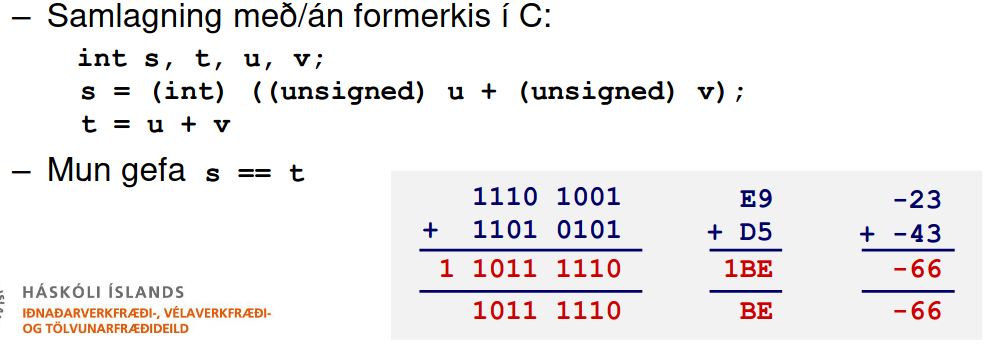 – Samlagning með/án formerkis í C:
int s, t, u, v;
s = (int) ((unsigned) u + (unsigned) v);
t = u + v
– Mun gefa s == t
1110 1001 E9 -23
+ 1101 0101 + D5 + -43
1 1011 1110 1BE -66
1011 1110 BE -66
HÁSKÓLI ÍSLANDS
IÐNAÐARVERKFRÆÐI-, VÉLAVERKFRÆÐI-
OG TÖLVUNARFRÆÐIDEILD